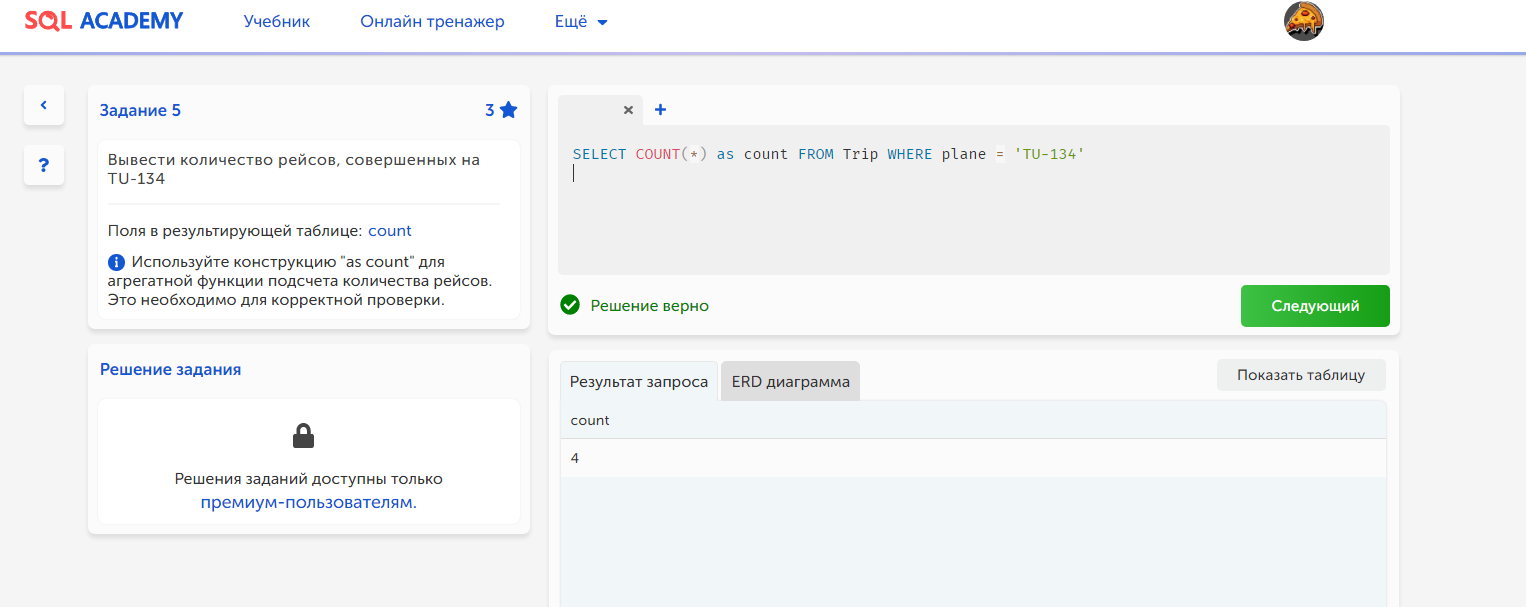 SQL ACADEMY
Учебник
Онлайн тренажер
Ещё
Задание 5
3
Вывести количество рейсов, совершенных на
TU-134
Поля в результирующей таблице: count
Используйте конструкцию "as count" для
агрегатной функции подсчета количества рейсов.
Это необходимо для корректной проверки.
Решение задания
Решения заданий доступны только
премиум-пользователям.
SELECT COUNT(*) as count FROM Trip WHERE plane = 'TU-134'
Решение верно
Следующий
Результат запроса
ERD диаграмма
Показать таблицу
count
4